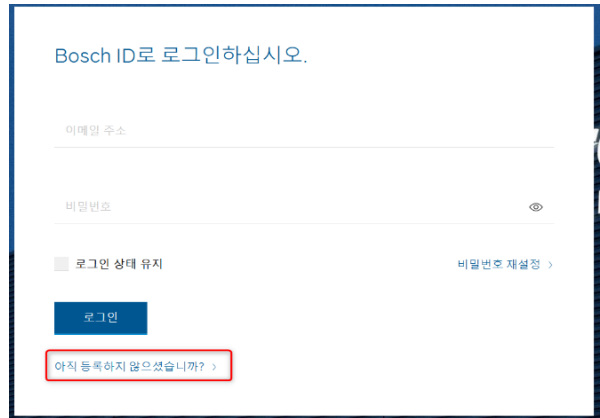 Bosch ID로 로그인하십시오.
이메일 주소
비밀번호
로그인 상태 유지
비밀번호 재설정
로그인
아직 등록하지 않으셨습니까?